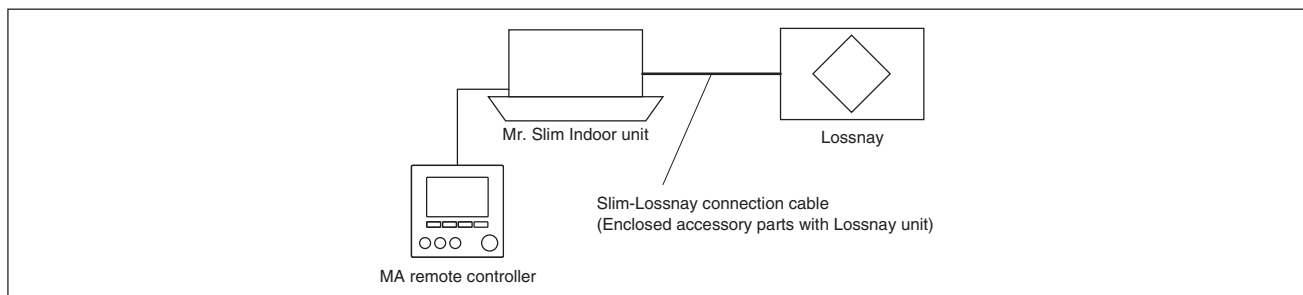 Mr. Slim Indoor unit
Lossnay
Slim-Lossnay connection cable
(Enclosed accessory parts with Lossnay unit)
MA remote controller